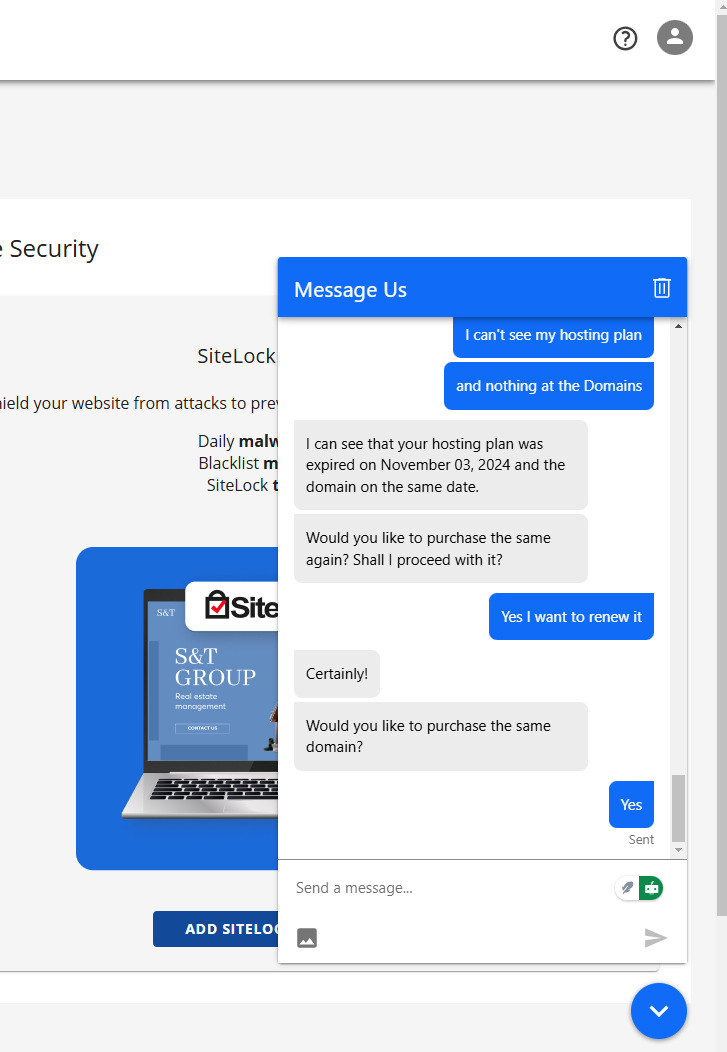 e Security
SiteLock
ield your website from attacks to prev
Daily malw
Blacklist m
SiteLock t
S&T
Site
S&T
GROUP
Real estate
management
CONTACT US
ADD SITELOC
Message Us
I can't see my hosting plan
and nothing at the Domains
I can see that your hosting plan was
expired on November 03, 2024 and the
domain on the same date.
Would you like to purchase the same
again? Shall I proceed with it?
Yes I want to renew it
Certainly!
Would you like to purchase the same
domain?
Yes
Sent
Send a message...